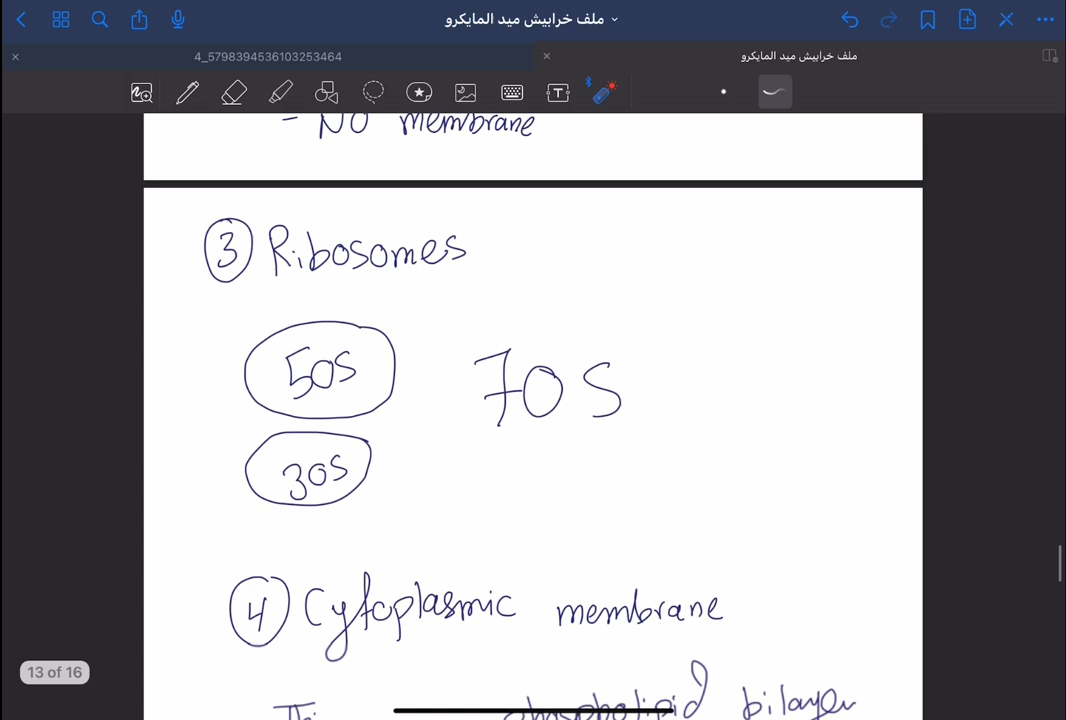 ملف خرابيش ميد المايكرو
4_5798394536103253464
ملف خرابيش ميد المايكرو
- No membrane
3 Ribosomes
50S
70 S
30S
4 Cytoplasmic membrane
phospholipid bilayer
13 of 16